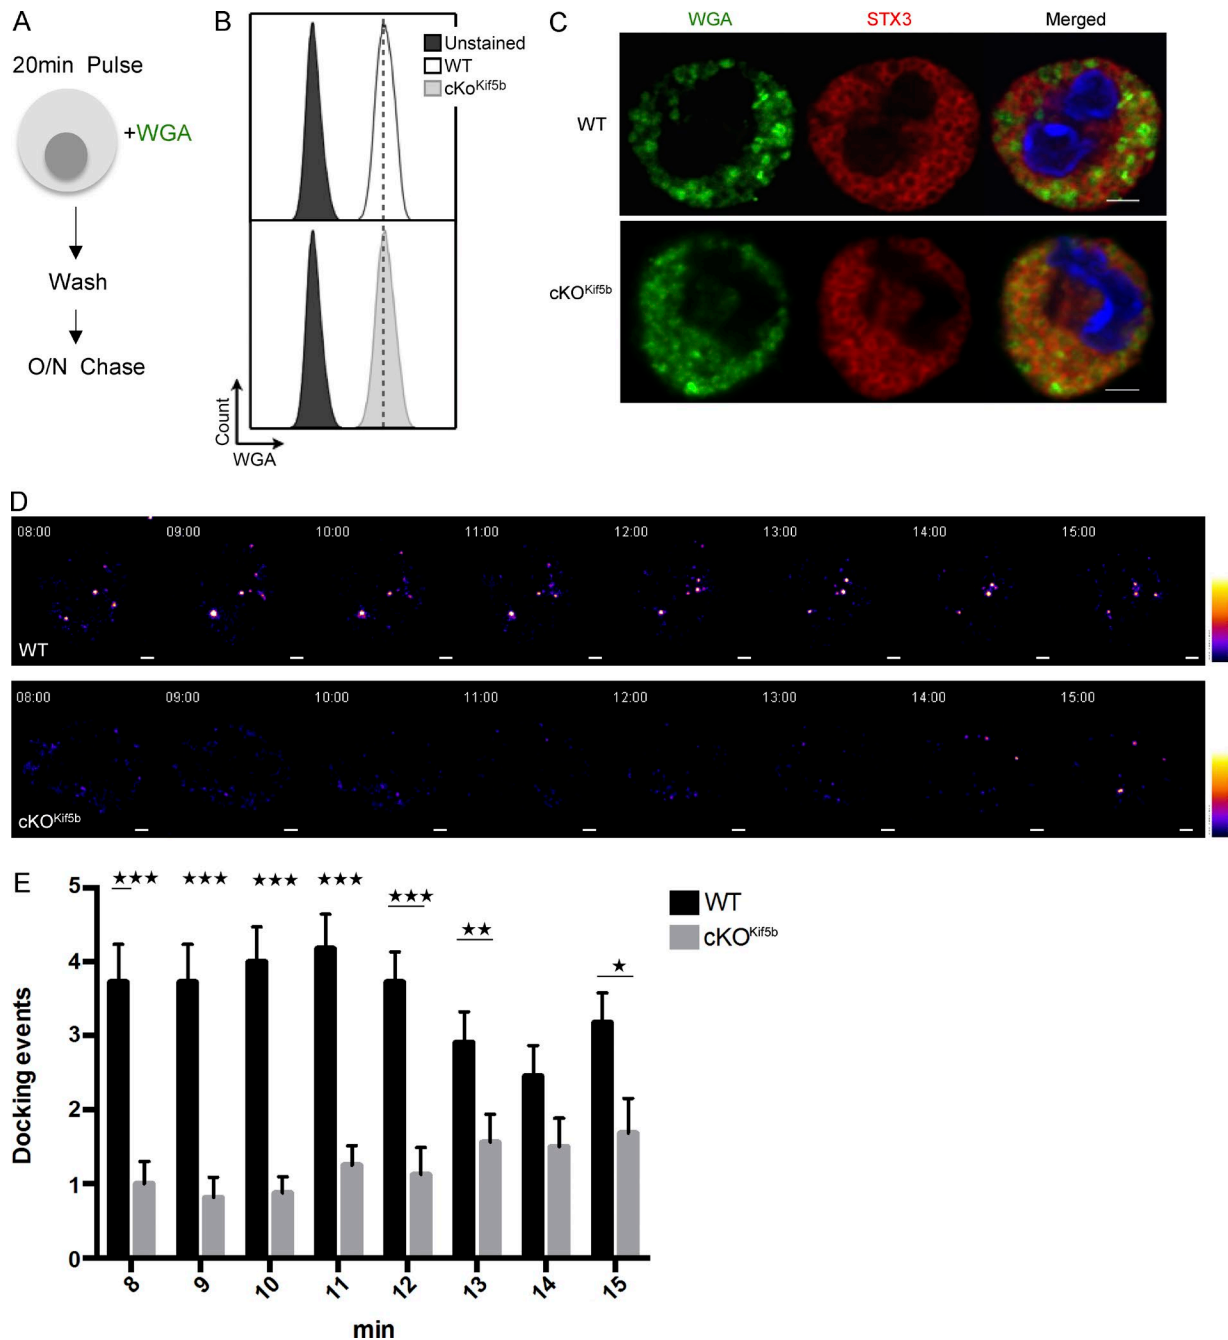 A
20min Pulse
+WGA
Wash
O/N Chase
B
Unstained
WT
cKo^Kif5b
Count
WGA
C
WGA STX3 Merged
WT
cKO^Kif5b
D
08:00 09:00 10:00 11:00 12:00 13:00 14:00 15:00
WT
08:00 09:00 10:00 11:00 12:00 13:00 14:00 15:00
cKO^Kif5b
E
★★★ ★★★ ★★★ ★★★ ★★★ ★★ ★
WT
cKO^Kif5b
5
4
3
2
1
0
Docking events
8 9 10 11 12 13 14 15
min